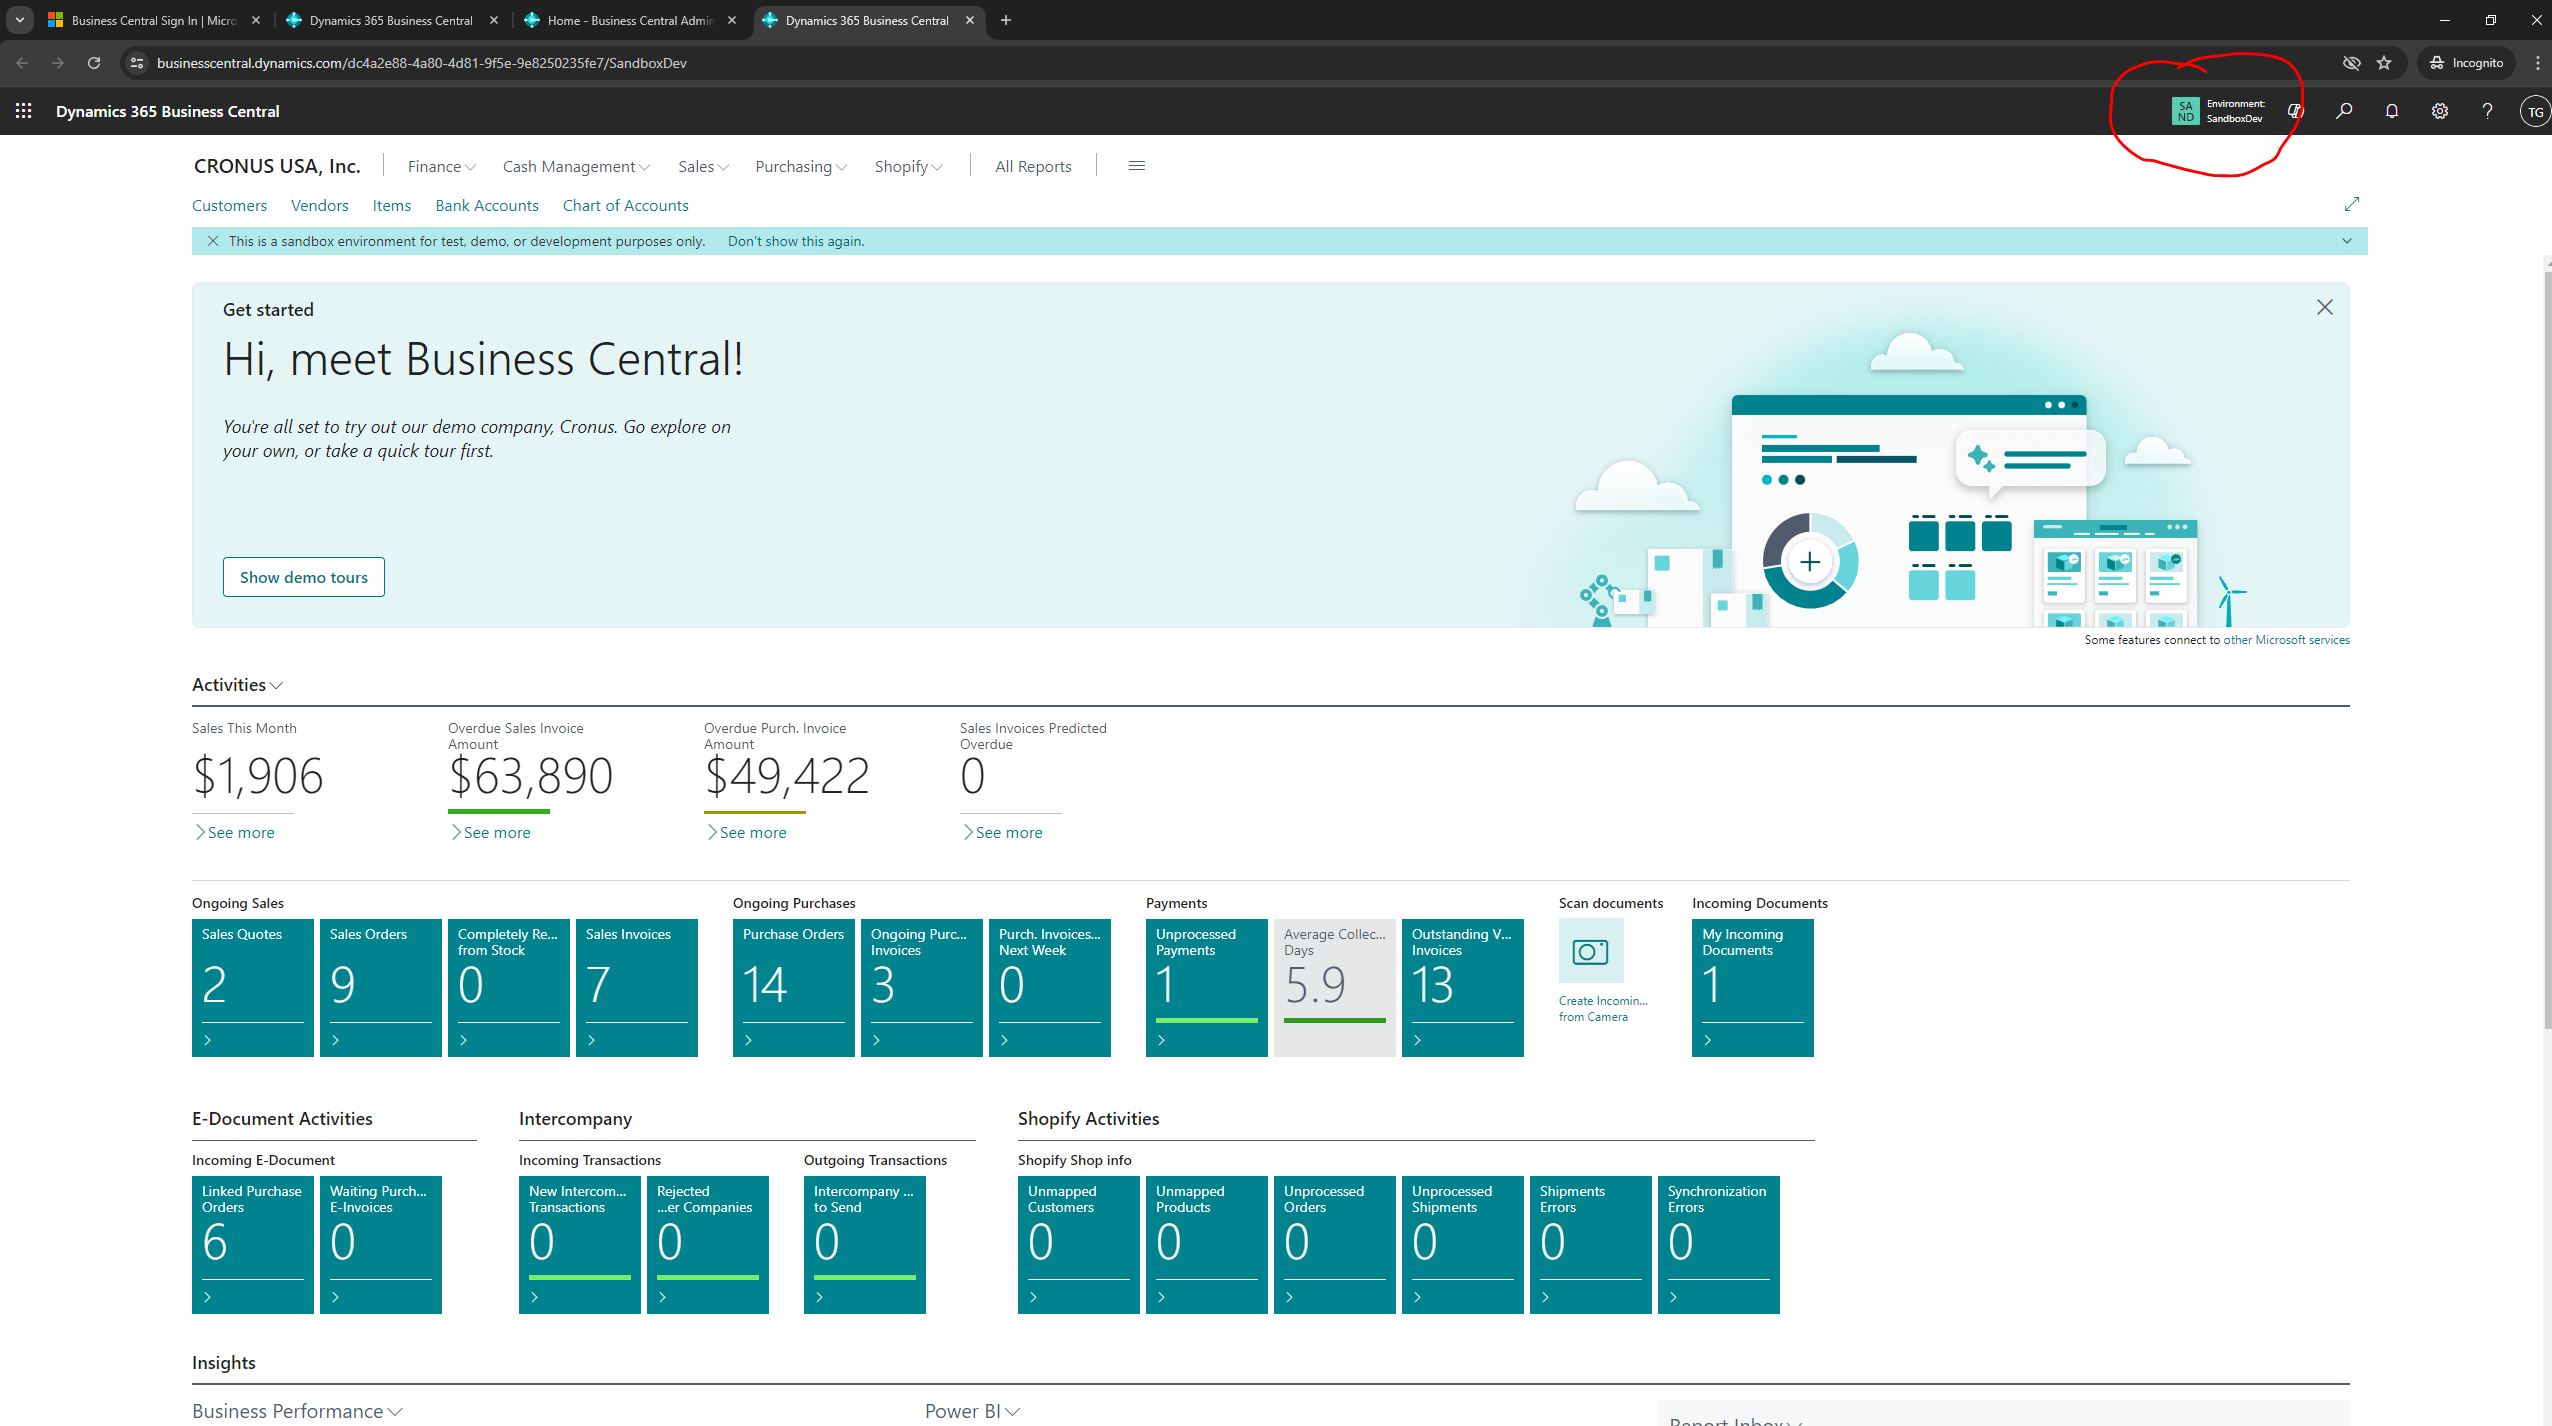 Business Central Sign In | Micro
Dynamics 365 Business Central
Home - Business Central Admin
Dynamics 365 Business Central
businesscentral.dynamics.com/dc4a2e88-4a80-4d81-9f5e-9e8250235fe7/SandboxDev
Incognito
Dynamics 365 Business Central
SA
ND
Environment:
SandboxDev
TG
CRONUS USA, Inc.
Finance
Cash Management
Sales
Purchasing
Shopify
All Reports
Customers
Vendors
Items
Bank Accounts
Chart of Accounts
This is a sandbox environment for test, demo, or development purposes only. Don't show this again.
Get started
Hi, meet Business Central!
You're all set to try out our demo company, Cronus. Go explore on
your own, or take a quick tour first.
Show demo tours
Some features connect to other Microsoft services
Activities
Sales This Month
$1,906
See more
Overdue Sales Invoice
Amount
$63,890
See more
Overdue Purch. Invoice
Amount
$49,422
See more
Sales Invoices Predicted
Overdue
0
See more
Ongoing Sales
Sales Quotes
2
Sales Orders
9
Completely Re...
from Stock
0
Sales Invoices
7
Ongoing Purchases
Purchase Orders
14
Ongoing Purc...
Invoices
3
Purch. Invoices...
Next Week
0
Payments
Unprocessed
Payments
1
Average Collec...
Days
5.9
Outstanding V...
Invoices
13
Scan documents
Create Incomin...
from Camera
Incoming Documents
My Incoming
Documents
1
E-Document Activities
Incoming E-Document
Linked Purchase
Orders
6
Waiting Purch...
E-Invoices
0
Intercompany
Incoming Transactions
New Intercom...
Transactions
0
Rejected
...er Companies
0
Outgoing Transactions
Intercompany ...
to Send
0
Shopify Activities
Shopify Shop info
Unmapped
Customers
0
Unmapped
Products
0
Unprocessed
Orders
0
Unprocessed
Shipments
0
Shipments
Errors
0
Synchronization
Errors
0
Insights
Business Performance
Power BI
Report Inbox